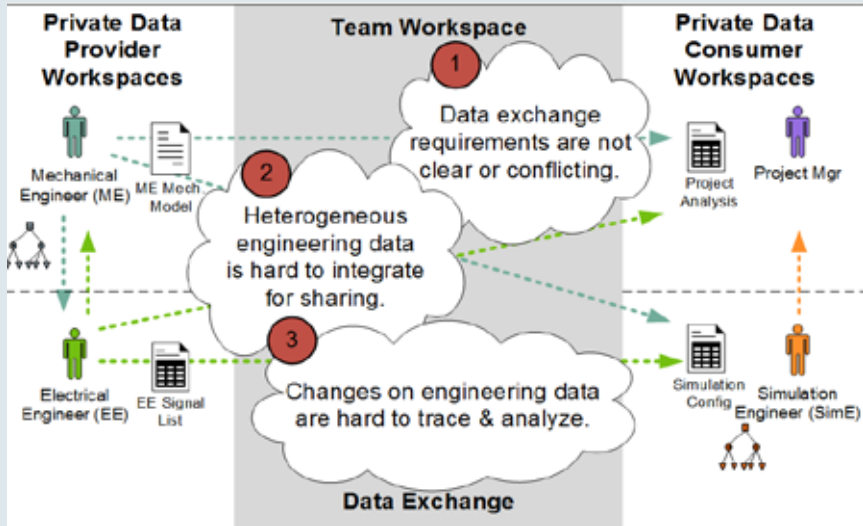 Private Data
Provider
Workspaces
Team Workspace
Private Data
Consumer
Workspaces
1
Data exchange
requirements are not
clear or conflicting.
Mechanical
Engineer (ME)
ME Mech
Model
2
Heterogeneous
engineering data
is hard to integrate
for sharing.
Project
Analysis
Project Mgr
3
Changes on engineering data
are hard to trace & analyze.
Electrical
Engineer (EE)
EE Signal
List
Simulation
Config
Simulation
Engineer (SimE)
Data Exchange